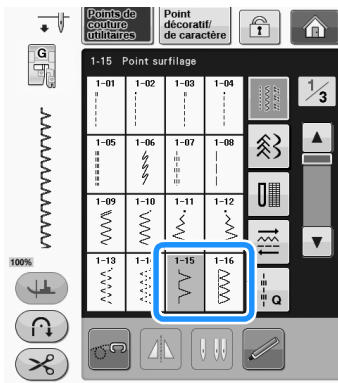 Points de
couture
utilitaires
Point
décoratif/
de caractère
G
1-15 Point surfilage
1/3
1-01 1-02 1-03 1-04
1-05 1-06 1-07 1-08
1-09 1-10 1-11 1-12
100%
1-13 1-15 1-16
Q